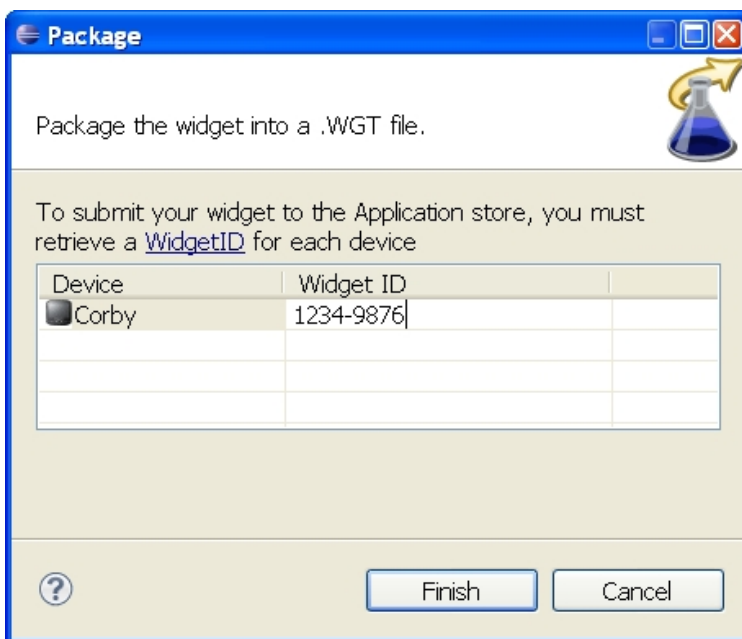 Package
Package the widget into a .WGT file.
To submit your widget to the Application store, you must
retrieve a WidgetID for each device
Device Widget ID
Corby 1234-9876
?
Finish Cancel